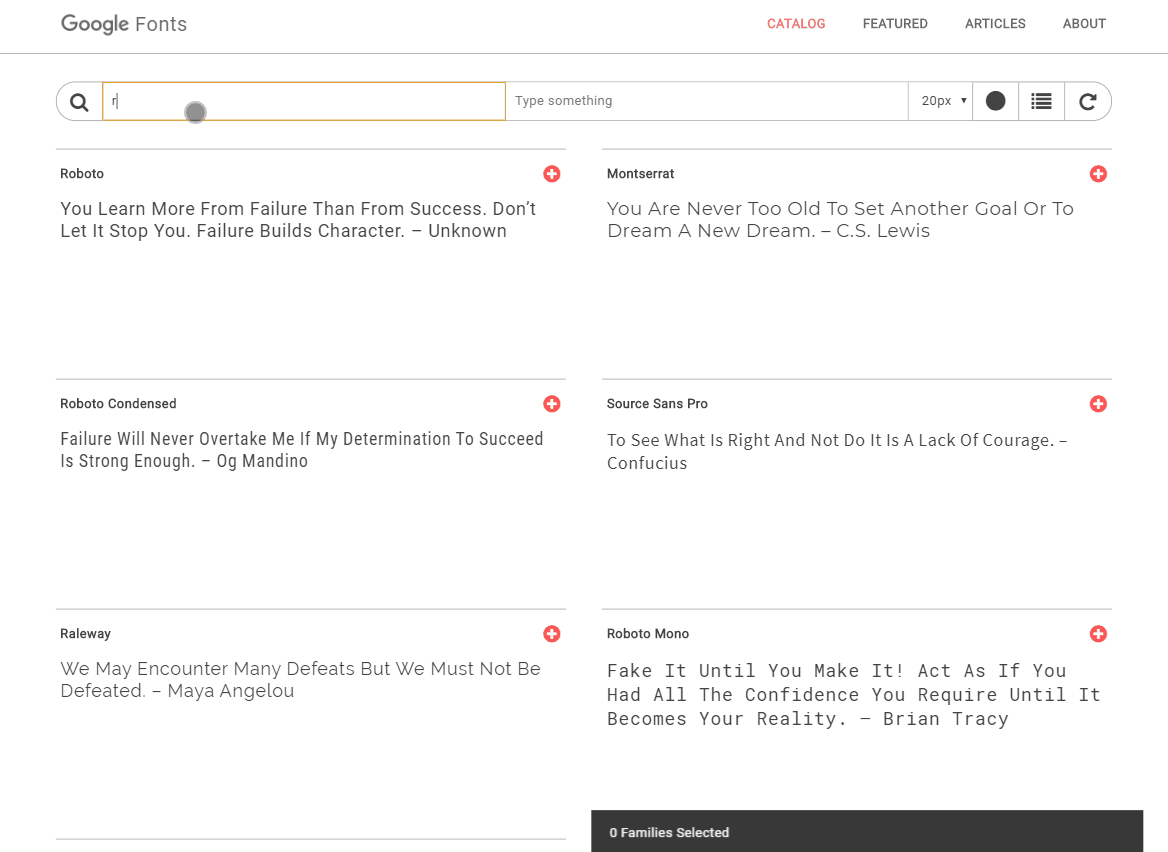 Google Fonts
CATALOG FEATURED ARTICLES ABOUT
r
Type something
20px
Roboto
You Learn More From Failure Than From Success. Don’t
Let It Stop You. Failure Builds Character. – Unknown
Montserrat
You Are Never Too Old To Set Another Goal Or To
Dream A New Dream. – C.S. Lewis
Roboto Condensed
Failure Will Never Overtake Me If My Determination To Succeed
Is Strong Enough. – Og Mandino
Source Sans Pro
To See What Is Right And Not Do It Is A Lack Of Courage. –
Confucius
Raleway
We May Encounter Many Defeats But We Must Not Be
Defeated. – Maya Angelou
Roboto Mono
Fake It Until You Make It! Act As If You
Had All The Confidence You Require Until It
Becomes Your Reality. – Brian Tracy
0 Families Selected